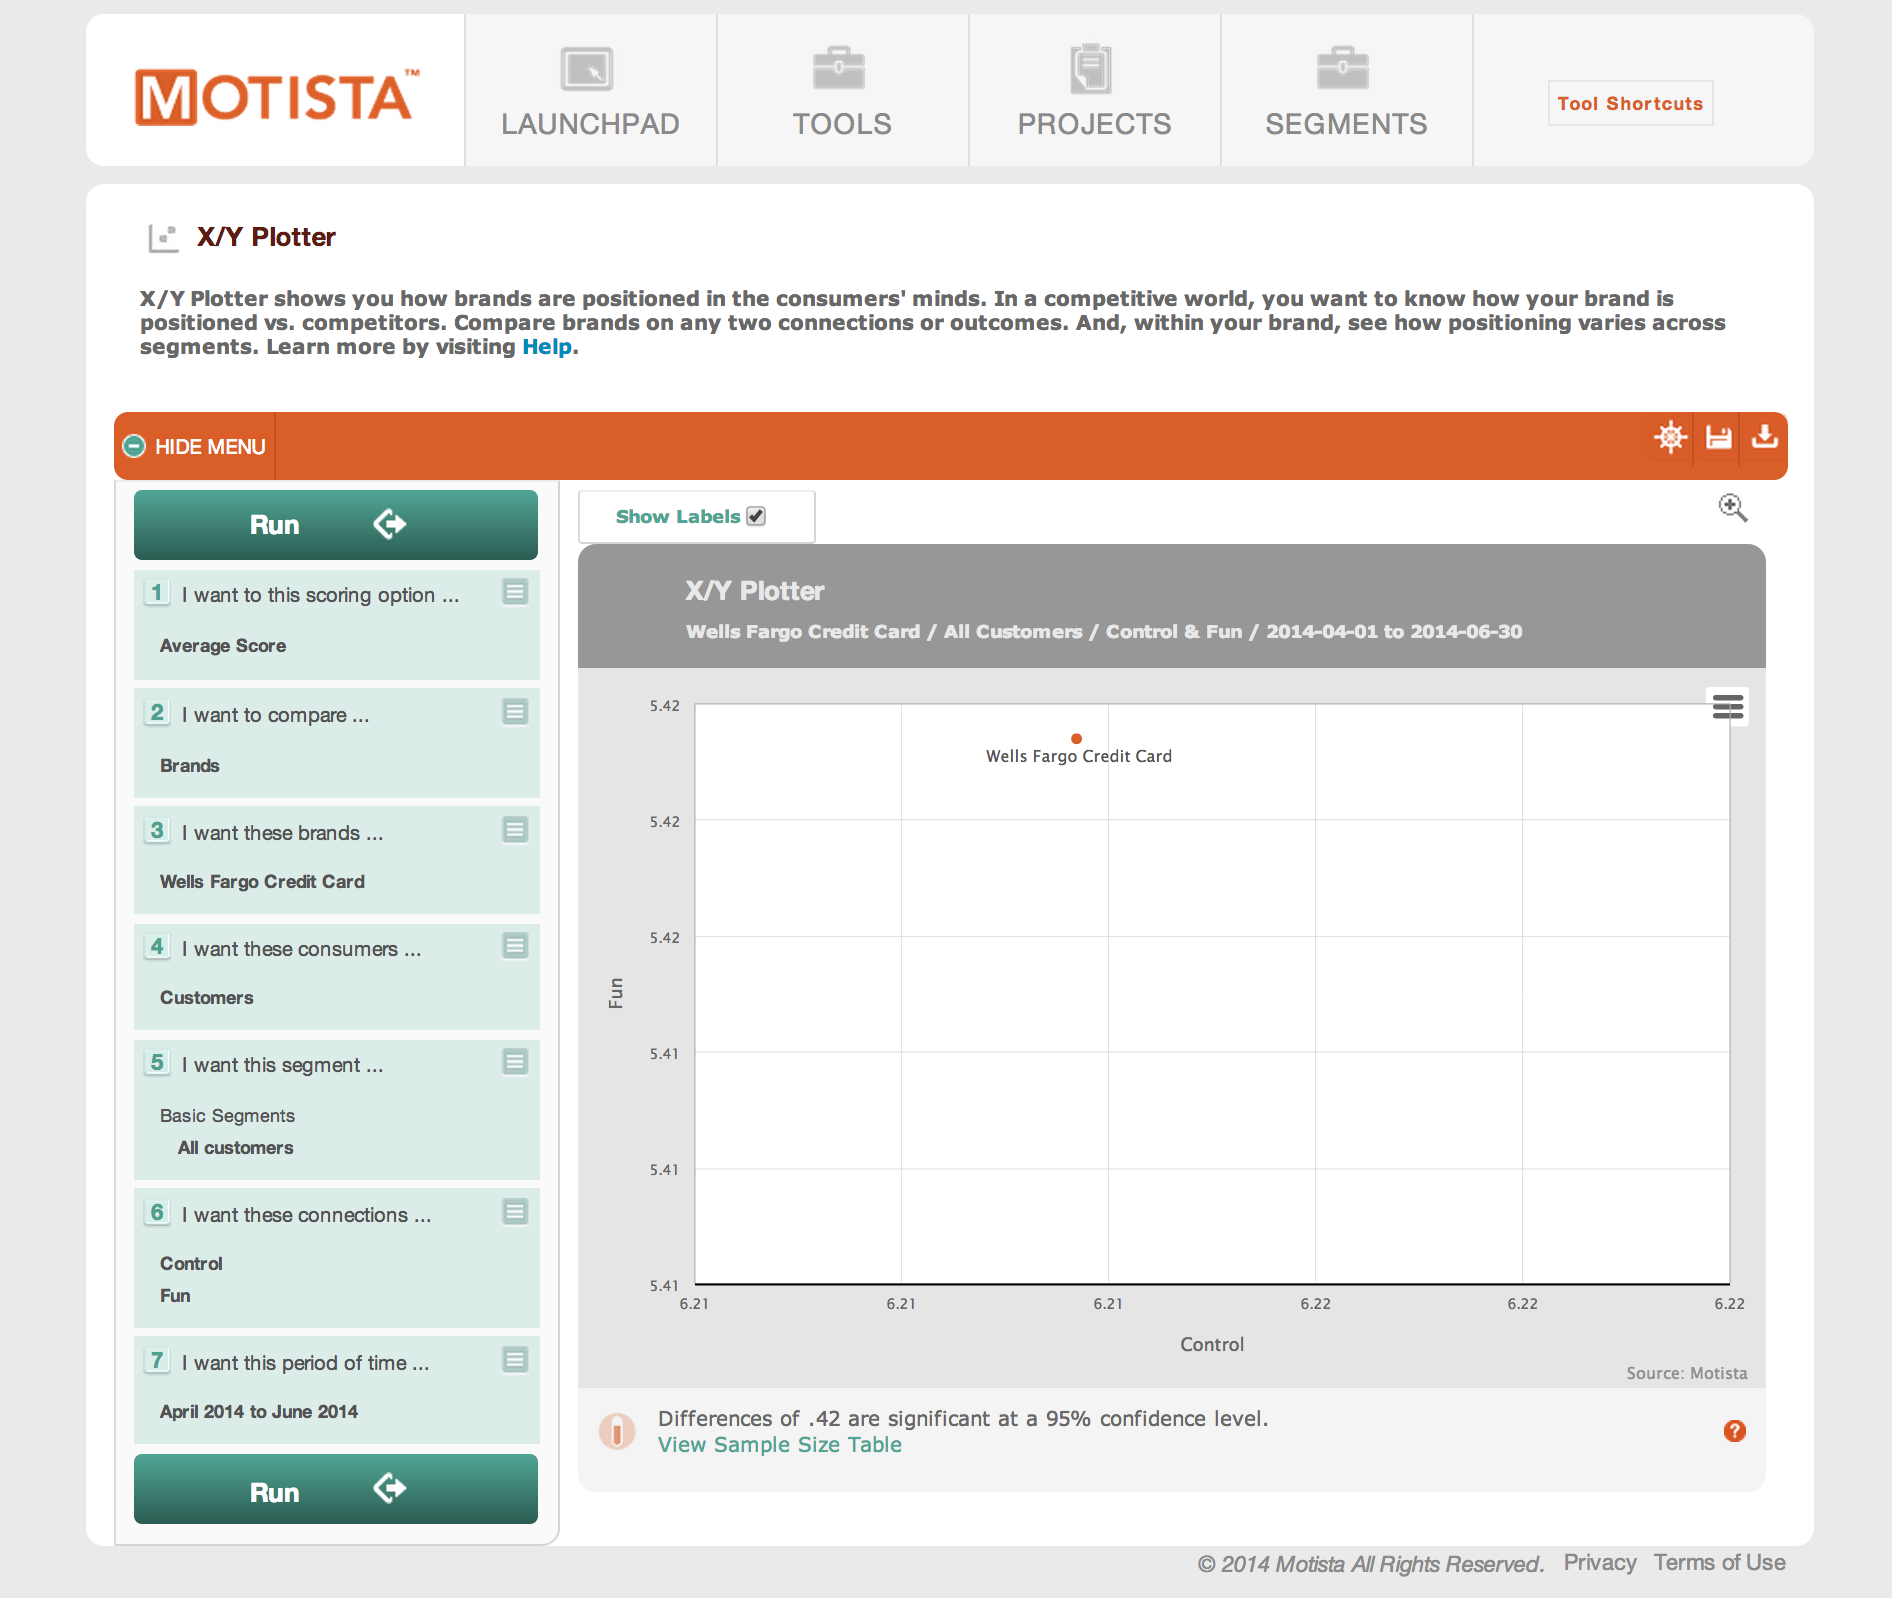 MOTISTA™
LAUNCHPAD
TOOLS
PROJECTS
SEGMENTS
Tool Shortcuts
X/Y Plotter
X/Y Plotter shows you how brands are positioned in the consumers' minds. In a competitive world, you want to know how your brand is
positioned vs. competitors. Compare brands on any two connections or outcomes. And, within your brand, see how positioning varies across
segments. Learn more by visiting Help.
HIDE MENU
Run
1 I want to this scoring option ...
Average Score
2 I want to compare ...
Brands
3 I want these brands ...
Wells Fargo Credit Card
4 I want these consumers ...
Customers
5 I want this segment ...
Basic Segments
All customers
6 I want these connections ...
Control
Fun
7 I want this period of time ...
April 2014 to June 2014
Run
Show Labels
X/Y Plotter
Wells Fargo Credit Card / All Customers / Control & Fun / 2014-04-01 to 2014-06-30
5.42
Wells Fargo Credit Card
5.42
5.42
Fun
5.41
5.41
5.41
6.21 6.21 6.21 6.22 6.22 6.22
Control
Source: Motista
Differences of .42 are significant at a 95% confidence level.
?
View Sample Size Table
© 2014 Motista All Rights Reserved. Privacy Terms of Use